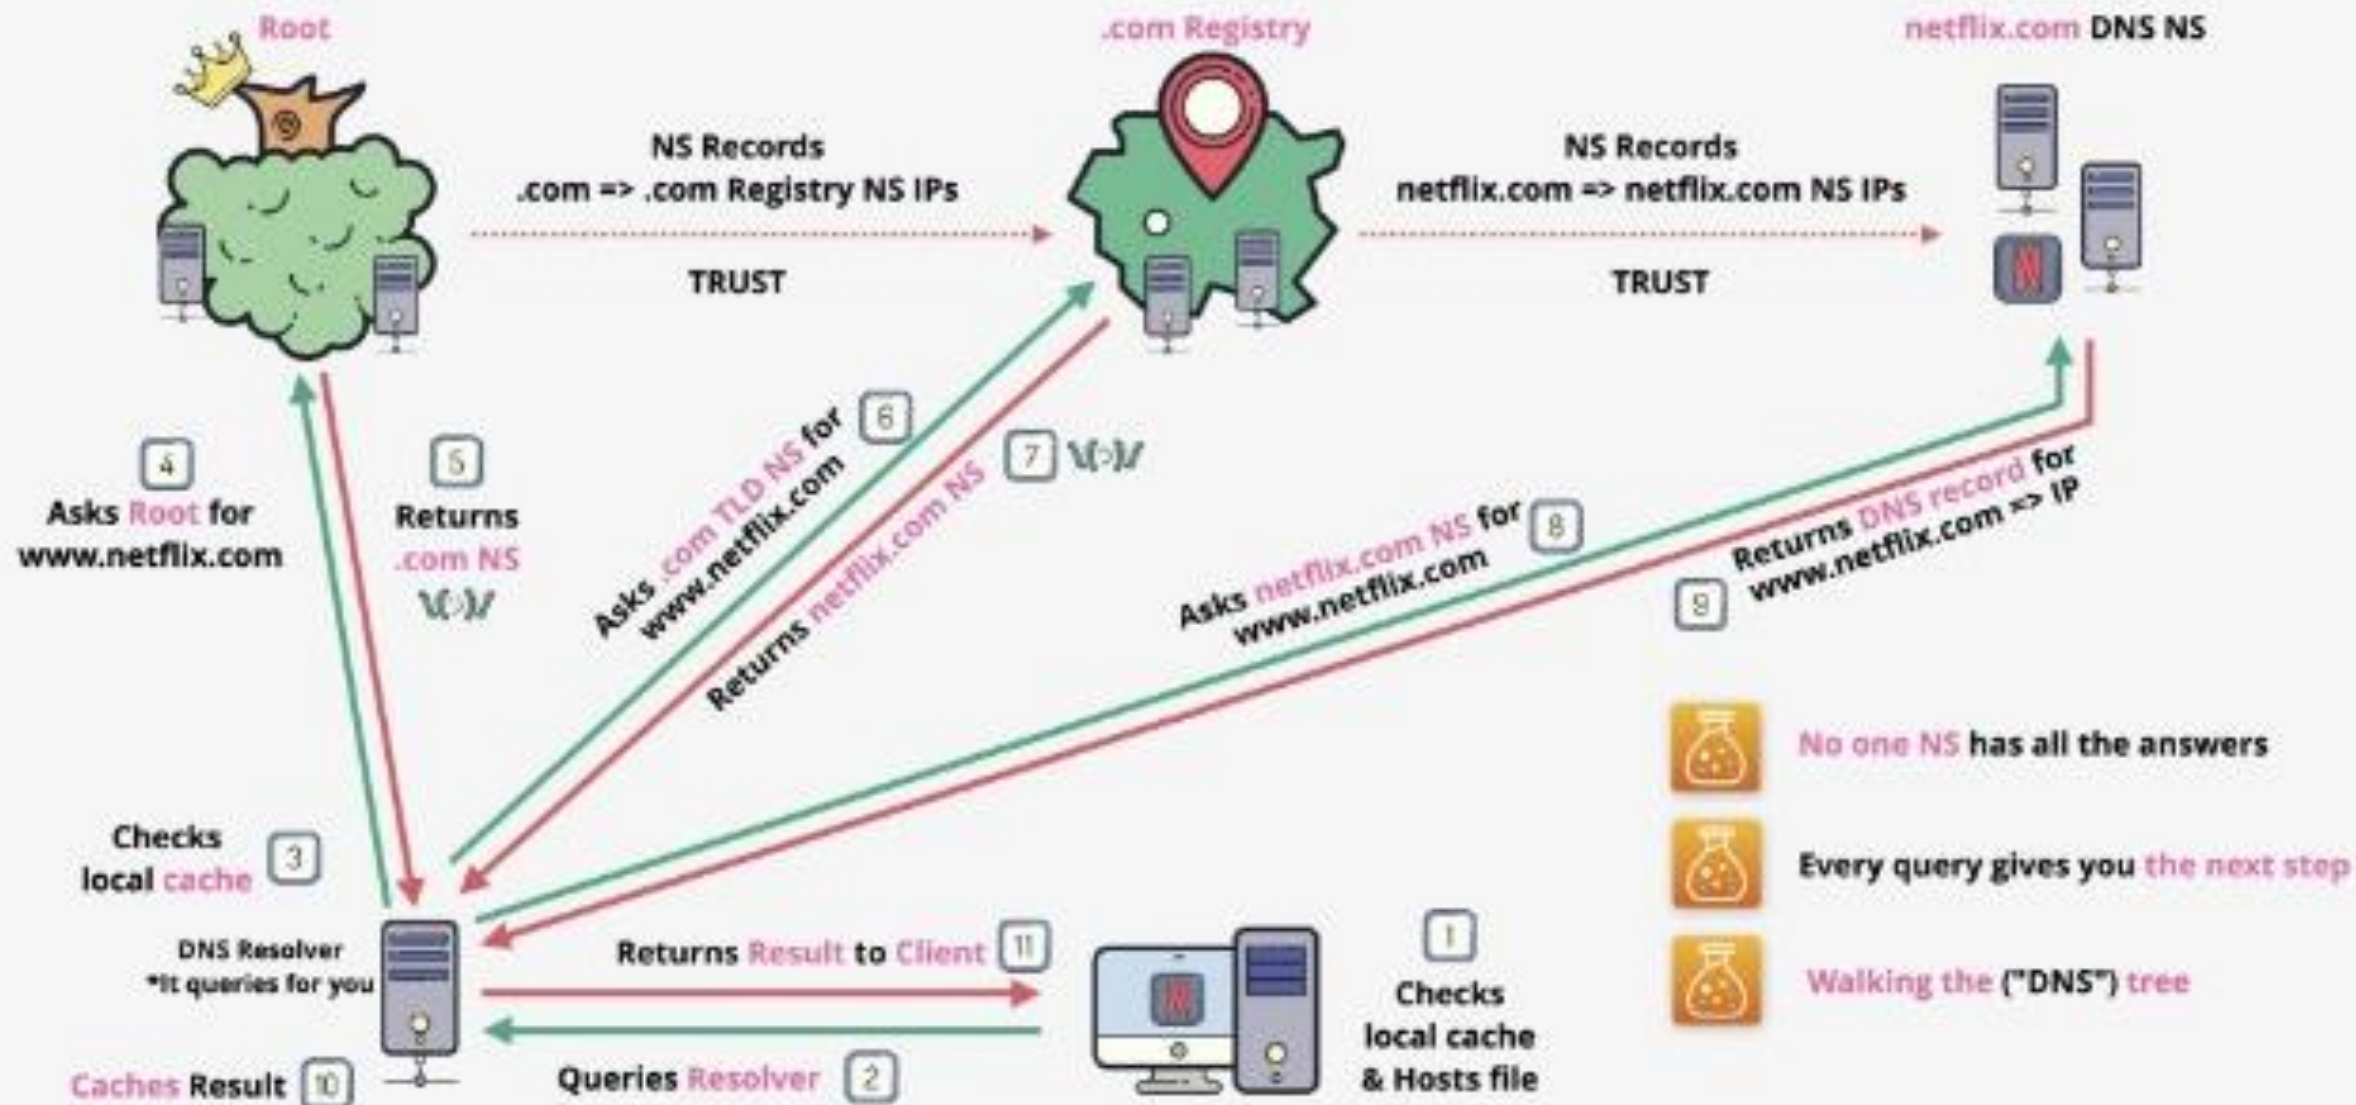 Root
.com Registry
netflix.com DNS NS
NS Records
.com => .com Registry NS IPs
TRUST
NS Records
netflix.com => netflix.com NS IPs
TRUST
N
4
Asks Root for
www.netflix.com
5
Returns
.com NS
\(:)/
6
Asks .com TLD NS for
www.netflix.com
7
\(:)/
Returns netflix.com NS
8
Asks netflix.com NS for
www.netflix.com
9
Returns DNS record for
www.netflix.com => IP
No one NS has all the answers
Every query gives you the next step
Walking the ("DNS") tree
Checks
local cache
3
DNS Resolver
*It queries for you
Returns Result to Client 11
N
1
Checks
local cache
& Hosts file
Queries Resolver 2
Caches Result 10